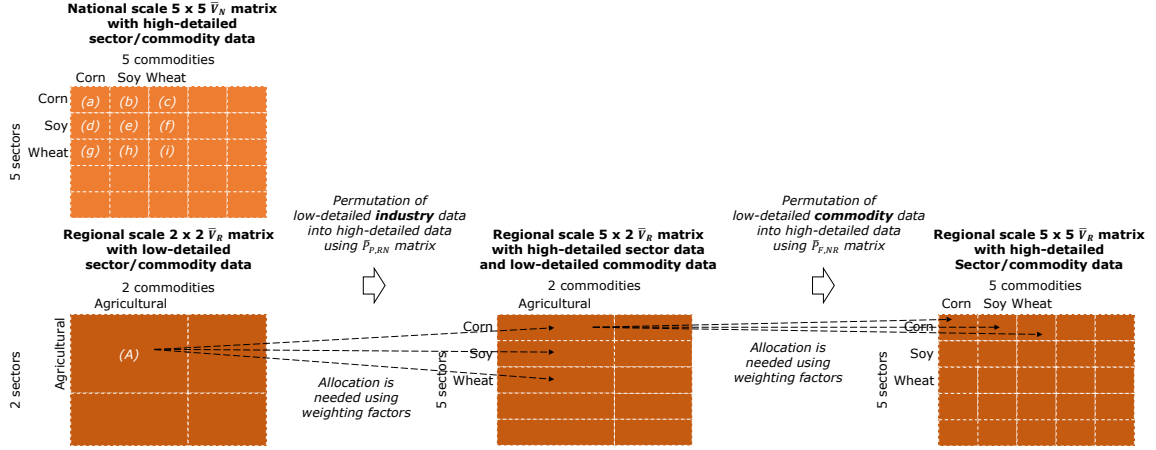 National scale 5 x 5 V̄_N matrix
with high-detailed
sector/commodity data
5 commodities
Corn Soy Wheat
Corn (a) (b) (c)
Soy (d) (e) (f)
Wheat (g) (h) (i)
5 sectors
Regional scale 2 x 2 V̄_R matrix
with low-detailed
sector/commodity data
2 commodities
Agricultural
Agricultural
(A)
2 sectors
Permutation of
low-detailed industry data
into high-detailed data
using P̄_P,RN matrix
Allocation is
needed using
weighting factors
Regional scale 5 x 2 V̄_R matrix
with high-detailed sector data
and low-detailed commodity data
2 commodities
Agricultural
Corn
Soy
Wheat
5 sectors
Permutation of
low-detailed commodity data
into high-detailed data
using P̄_F,NR matrix
Allocation is
needed using
weighting factors
Regional scale 5 x 5 V̄_R matrix
with high-detailed
Sector/commodity data
5 commodities
Corn Soy Wheat
Corn
Soy
Wheat
5 sectors